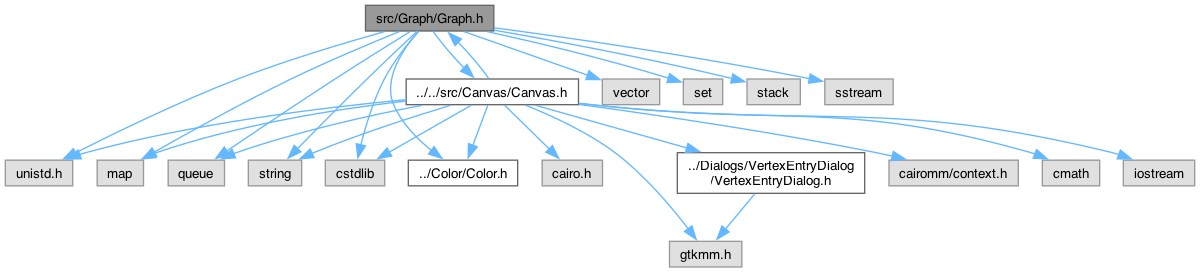 src/Graph/Graph.h
../../src/Canvas/Canvas.h
vector
set
stack
sstream
unistd.h
map
queue
string
cstdlib
../Color/Color.h
cairo.h
../Dialogs/VertexEntryDialog
/VertexEntryDialog.h
cairomm/context.h
cmath
iostream
gtkmm.h